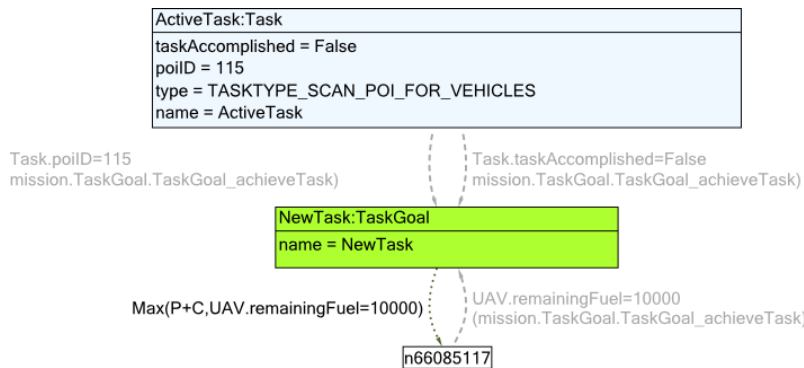 ActiveTask:Task
taskAccomplished = False
poiID = 115
type = TASKTYPE_SCAN_POI_FOR_VEHICLES
name = ActiveTask
Task.poiID=115
mission.TaskGoal.TaskGoal_achieveTask)
Task.taskAccomplished=False
mission.TaskGoal.TaskGoal_achieveTask)
NewTask:TaskGoal
name = NewTask
Max(P+C,UAV.remainingFuel=10000)
UAV.remainingFuel=10000
(mission.TaskGoal.TaskGoal_achieveTask)
n66085117